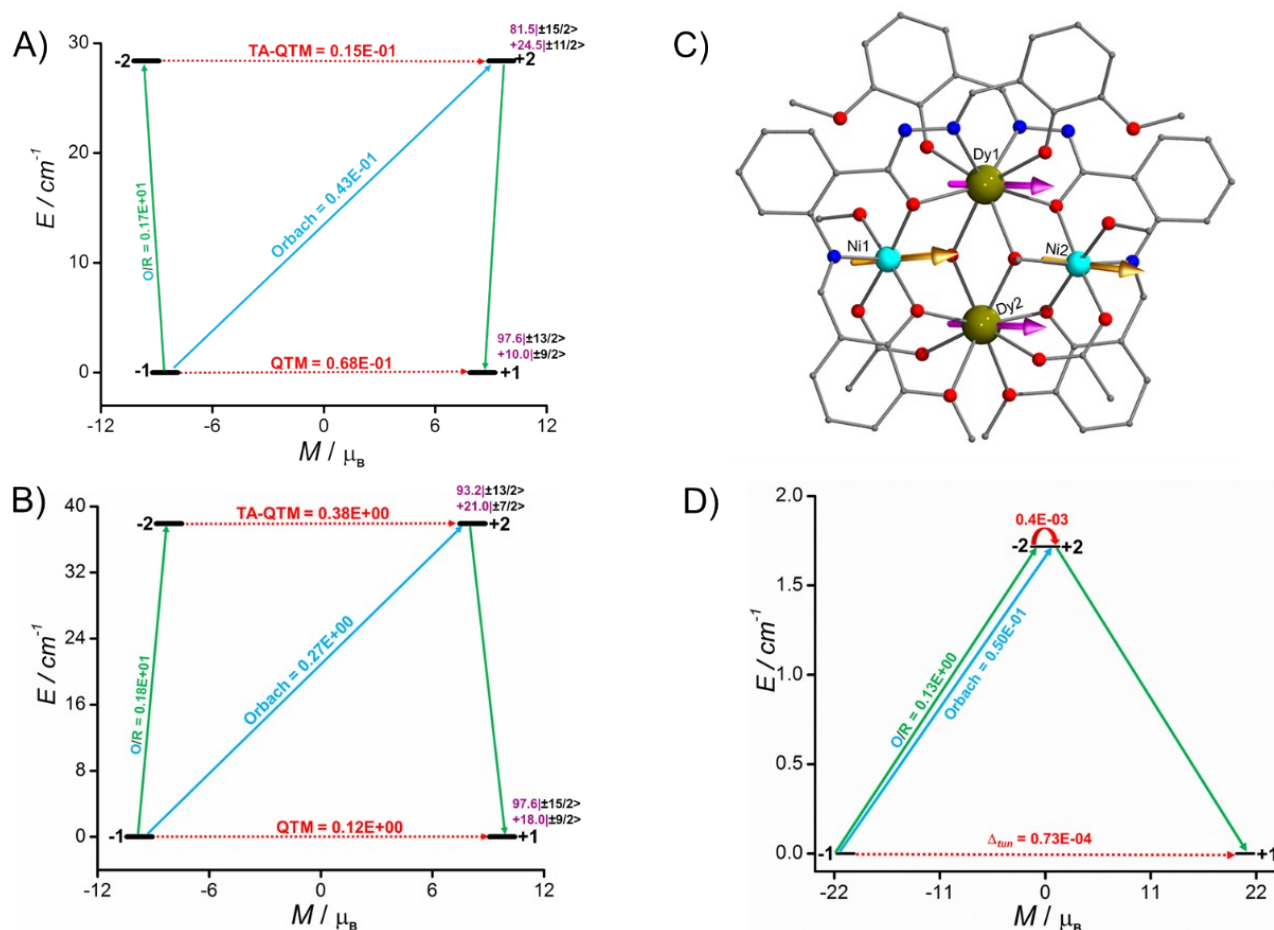 A)
E / cm⁻¹
30
20
10
0
-12
-6
0
6
12
M / μB
81.5|±15/2>
+24.5|±11/2>
-2
TA-QTM = 0.15E-01
+2
O/R = 0.17E+01
Orbach = 0.43E-01
97.6|±13/2>
+10.0|±9/2>
-1
QTM = 0.68E-01
+1
C)
Dy1
Ni1
Ni2
Dy2
B)
E / cm⁻¹
40
32
24
16
8
0
-12
-6
0
6
12
M / μB
93.2|±13/2>
+21.0|±7/2>
-2
TA-QTM = 0.38E+00
+2
O/R = 0.18E+01
Orbach = 0.27E+00
97.6|±15/2>
+18.0|±9/2>
-1
QTM = 0.12E+00
+1
D)
E / cm⁻¹
2.0
1.5
1.0
0.5
0.0
-22
-11
0
11
22
M / μB
0.4E-03
-2
+2
O/R = 0.13E+00
Orbach = 0.50E-01
-1
Δtun = 0.73E-04
+1